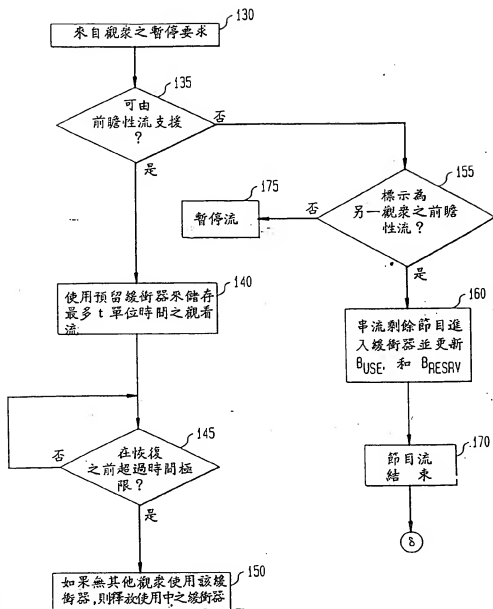 來自觀衆之暫停要求
130
135
可由
前瞻性流支援
?
否
是
155
標示為
另一觀衆之前瞻
性流?
否
是
175
暫停流
140
使用預留緩衝器來儲存
最多 t 單位時間之觀看
流
160
串流剩餘節目進
入緩衝器並更新
BUSE, 和 BRESRV
145
在恢復
之前超過時間極
限?
否
是
170
節目流
結束
8
150
如果無其他觀衆使用該緩
衝器,則釋放使用中之緩衝器